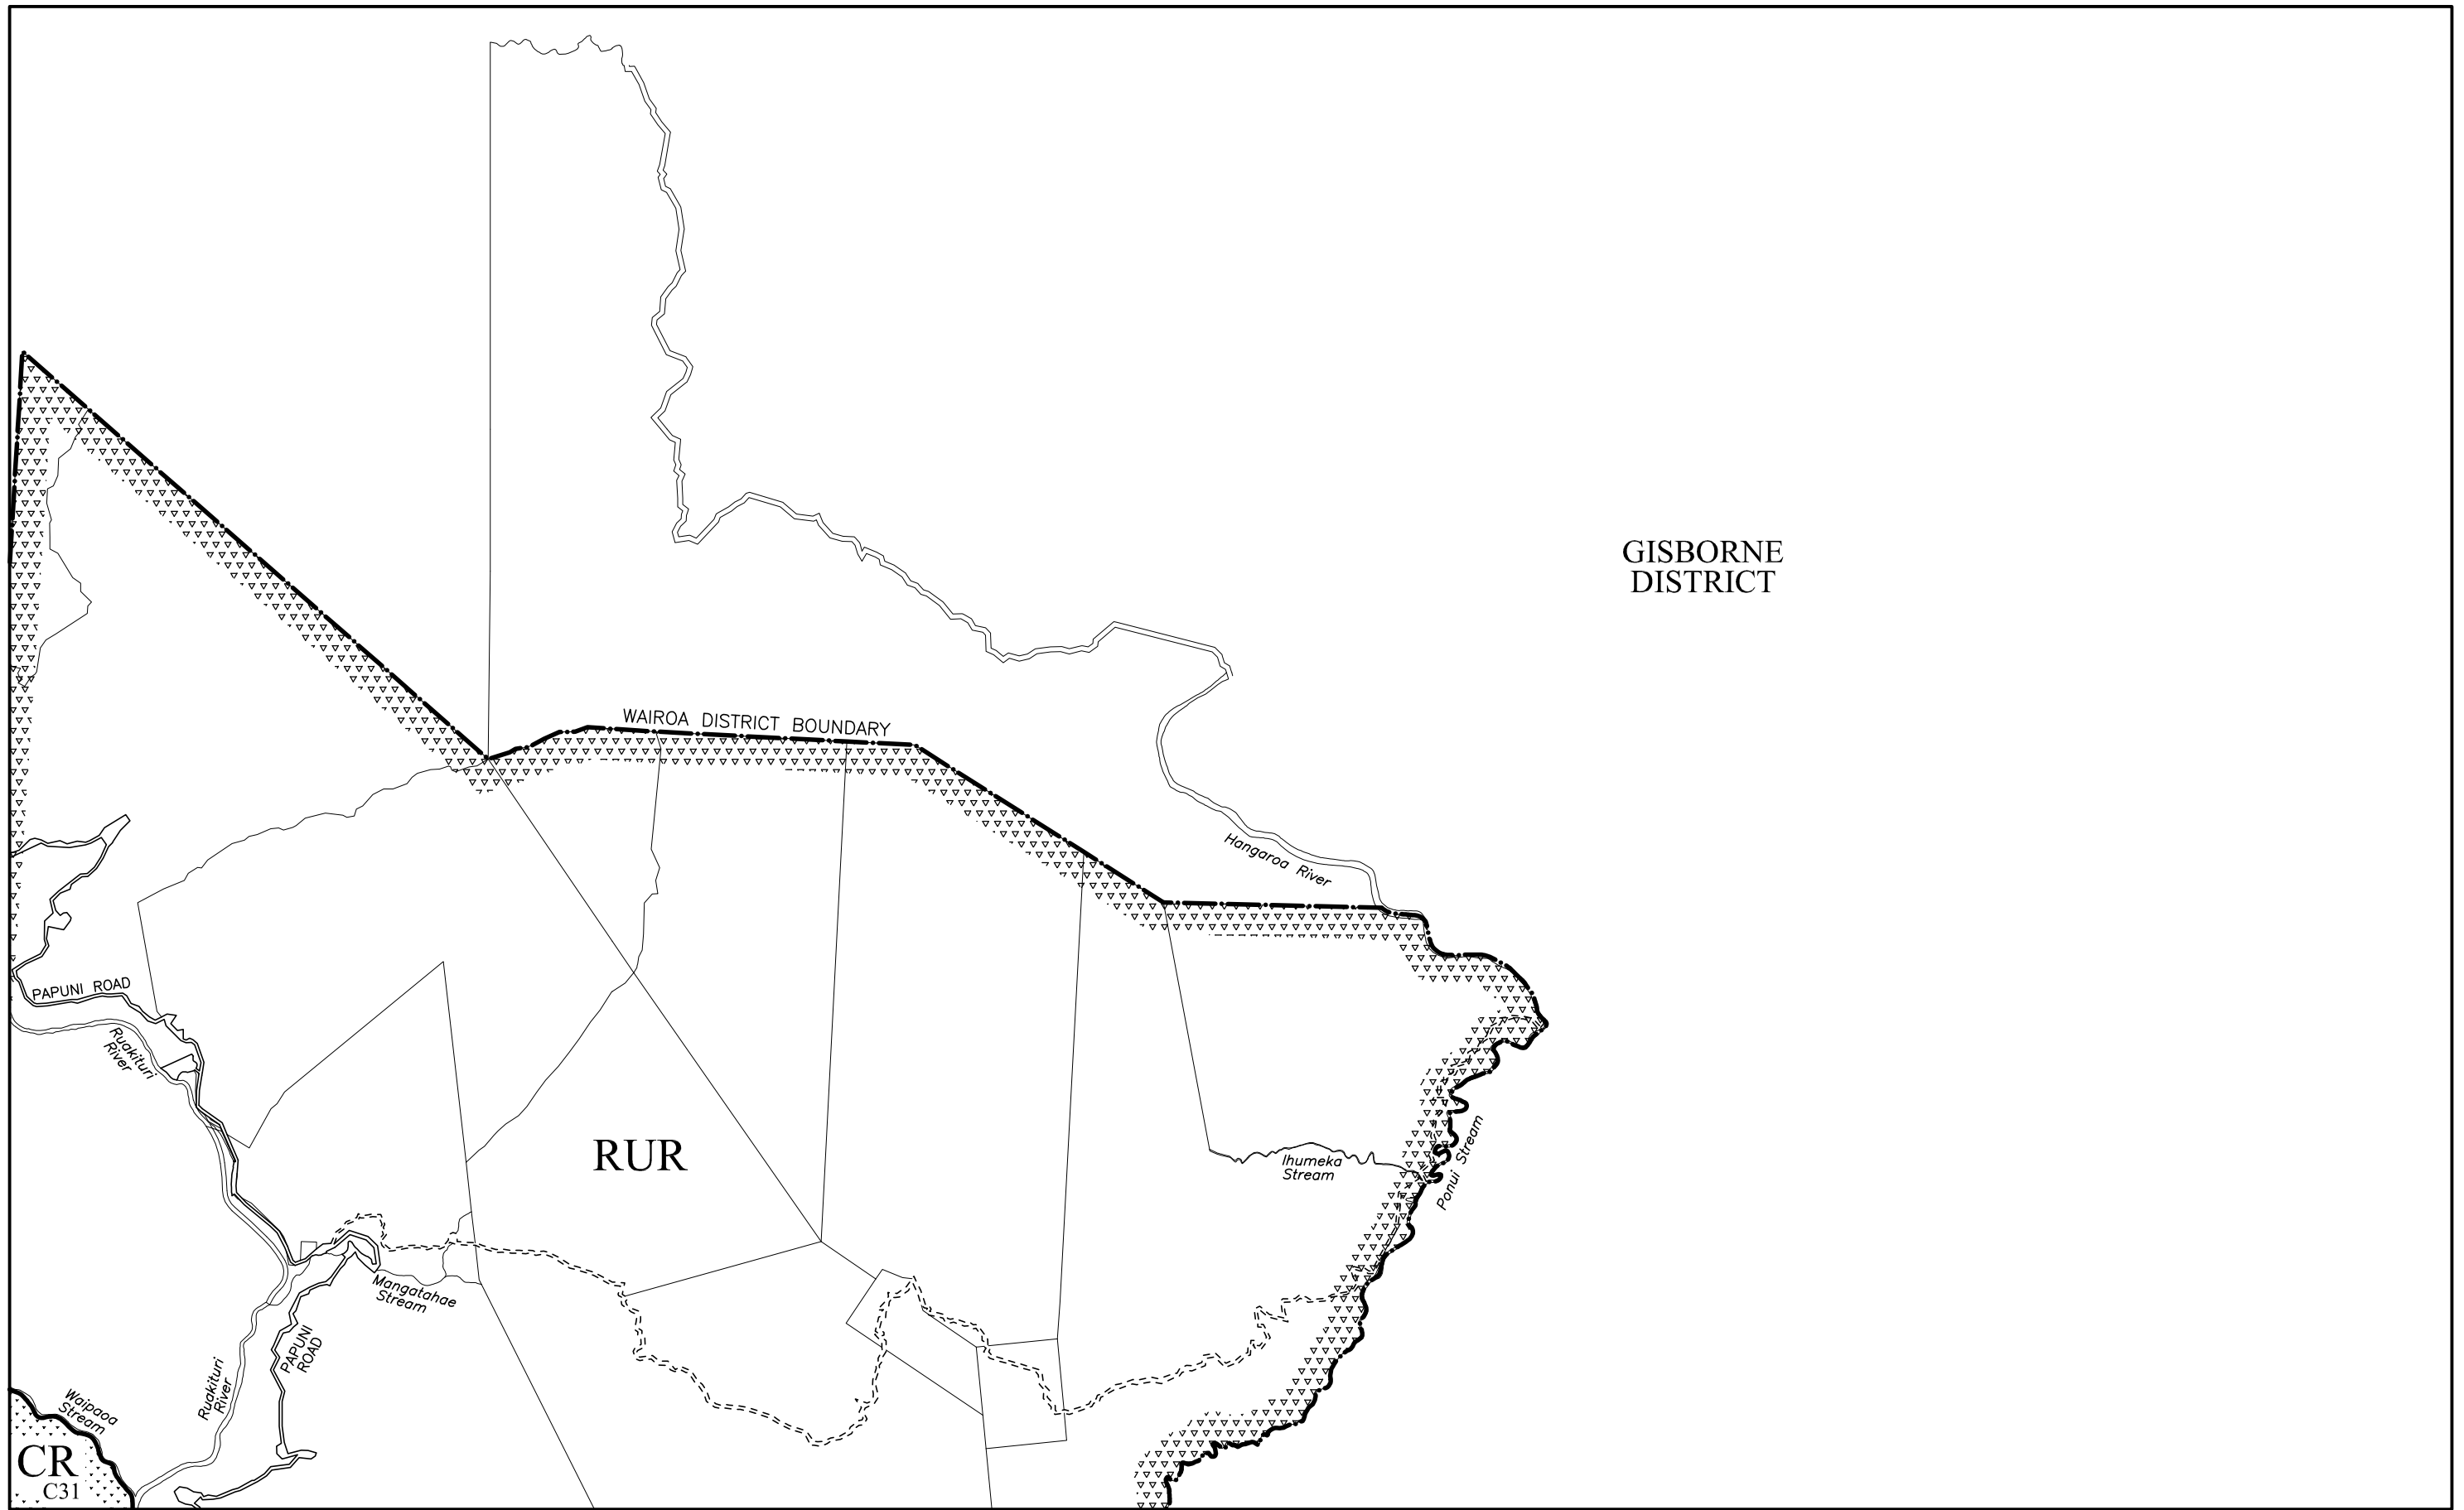 GISBORNE
DISTRICT
WAIROA DISTRICT BOUNDARY
Hangaroa River
PAPUNI ROAD
Ruakituri
River
RUR
Ihumeka
Stream
Ponui Stream
Mangatahae
Stream
PAPUNI
ROAD
Ruakituri
River
Waipaoa
Stream
CR
C31